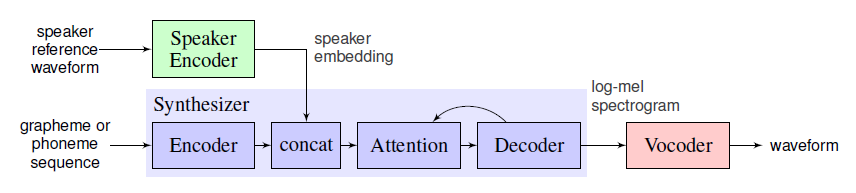 speaker
reference
waveform
Speaker
Encoder
speaker
embedding
Synthesizer
log-mel
spectrogram
grapheme or
phoneme
sequence
Encoder
concat
Attention
Decoder
Vocoder
waveform